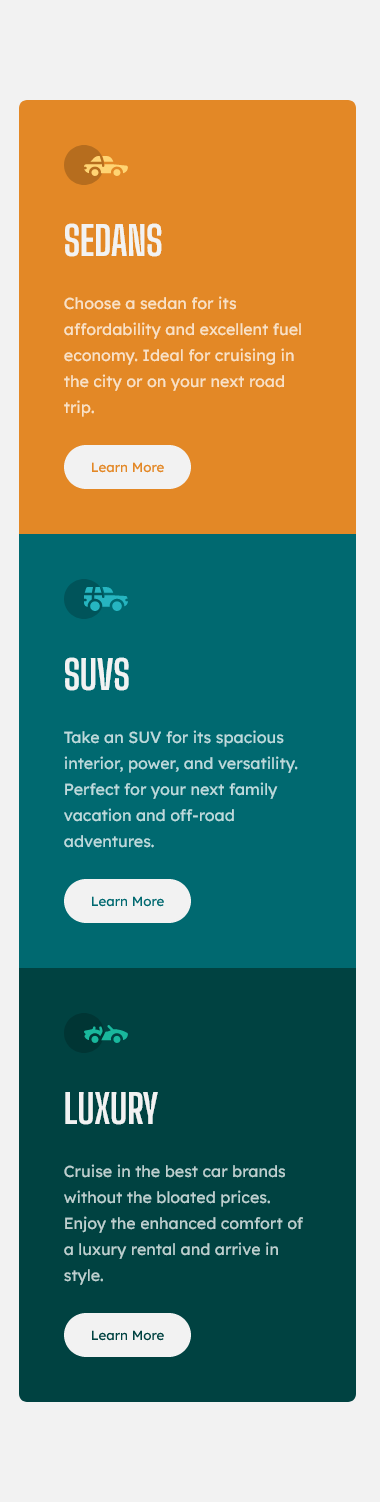 SEDANS
Choose a sedan for its
affordability and excellent fuel
economy. Ideal for cruising in
the city or on your next road
trip.
Learn More
SUVS
Take an SUV for its spacious
interior, power, and versatility.
Perfect for your next family
vacation and off-road
adventures.
Learn More
LUXURY
Cruise in the best car brands
without the bloated prices.
Enjoy the enhanced comfort of
a luxury rental and arrive in
style.
Learn More